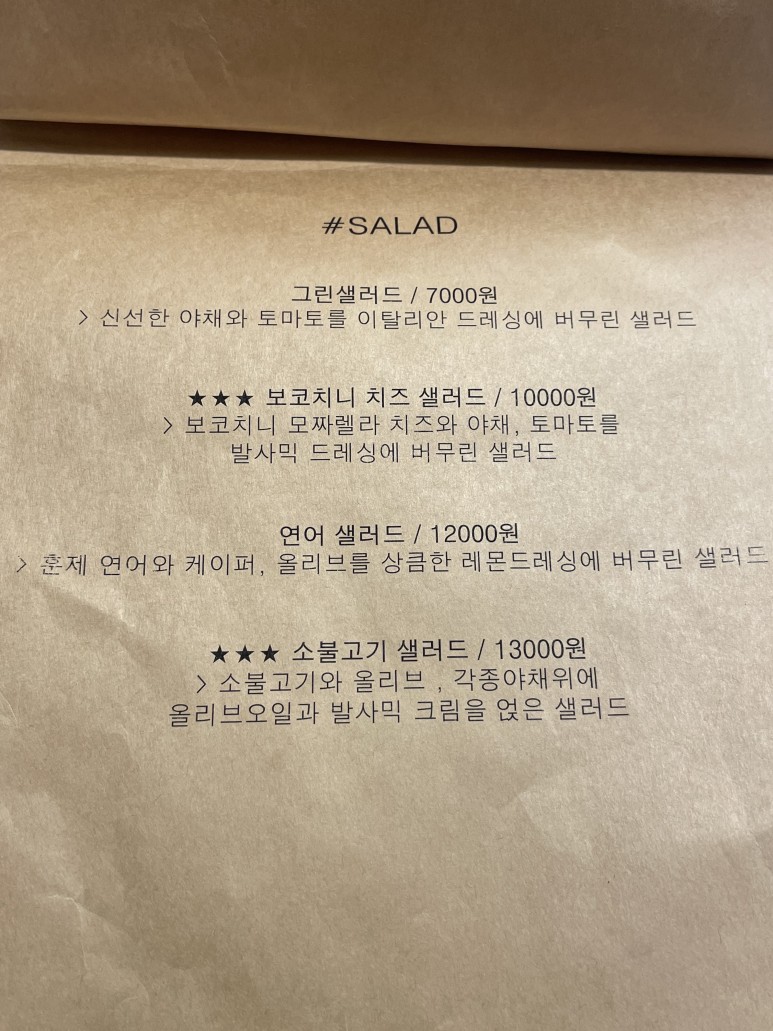 #SALAD
그린샐러드 / 7000원
> 신선한 야채와 토마토를 이탈리안 드레싱에 버무린 샐러드
★★★ 보코치니 치즈 샐러드 / 10000원
> 보코치니 모짜렐라 치즈와 야채, 토마토를
발사믹 드레싱에 버무린 샐러드
연어 샐러드 / 12000원
> 훈제 연어와 케이퍼, 올리브를 상큼한 레몬드레싱에 버무린 샐러드
★★★ 소불고기 샐러드 / 13000원
> 소불고기와 올리브 , 각종야채위에
올리브오일과 발사믹 크림을 얹은 샐러드